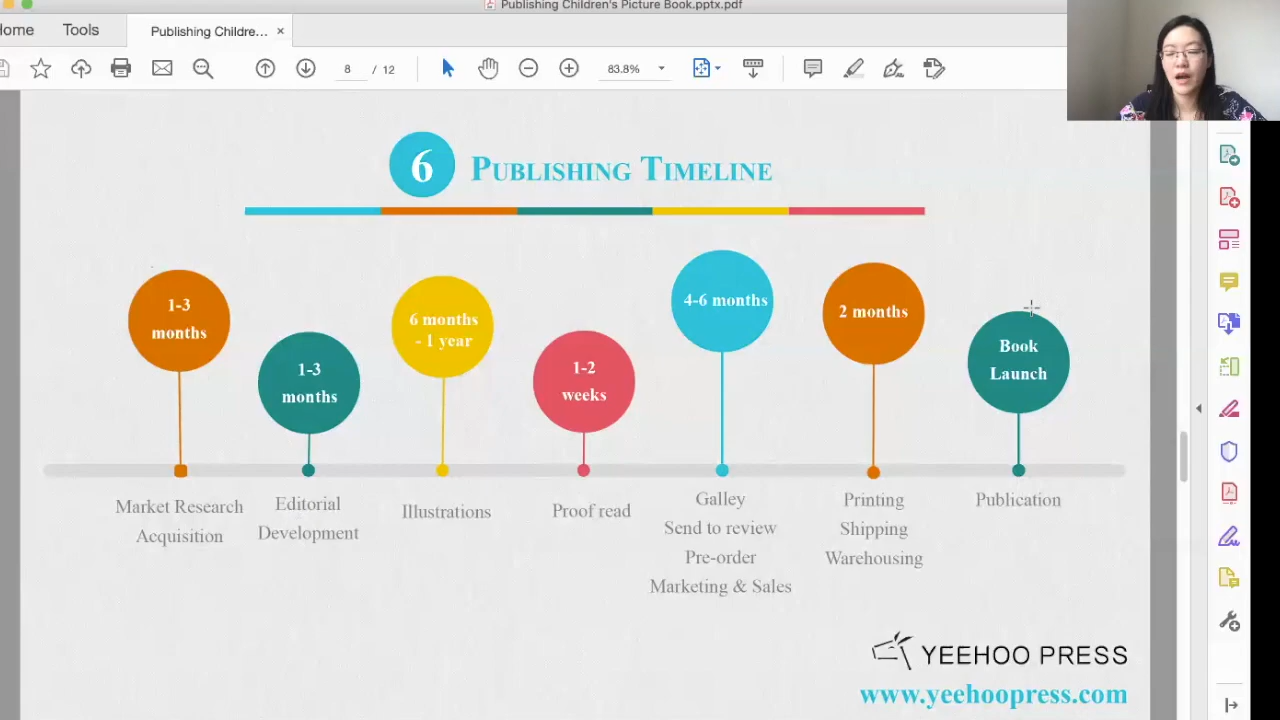 Publishing Children's Picture Book.pptx.pdf
Home
Tools
Publishing Childre... ×
8 / 12
83.8%
6 PUBLISHING TIMELINE
1-3
months
1-3
months
6 months
- 1 year
1-2
weeks
4-6 months
2 months
Book
Launch
Market Research
Acquisition
Editorial
Development
Illustrations
Proof read
Galley
Send to review
Pre-order
Marketing & Sales
Printing
Shipping
Warehousing
Publication
YEEHOO PRESS
www.yeehoopress.com